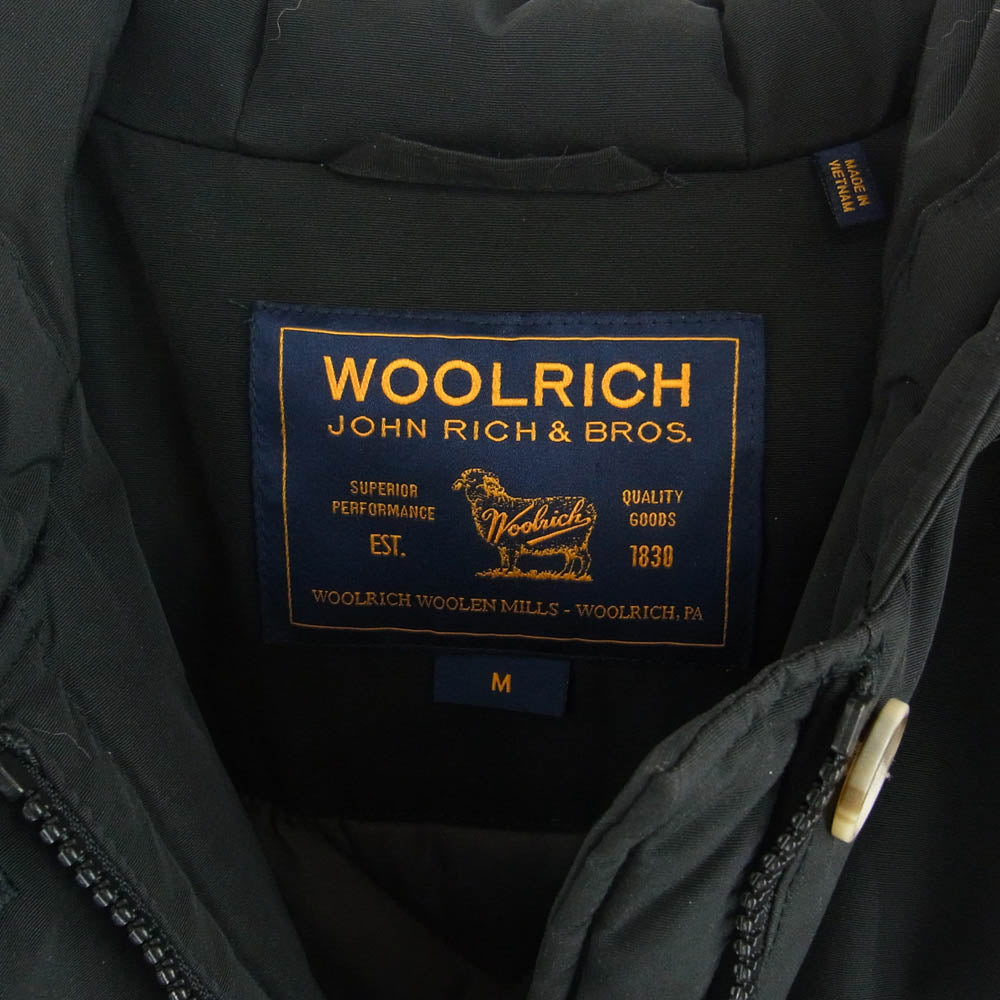 MADE IN
VIETNAM
WOOLRICH
JOHN RICH & BROS.
SUPERIOR
PERFORMANCE
EST.
Woolrich
QUALITY
GOODS
1830
WOOLRICH WOOLEN MILLS - WOOLRICH, PA
M